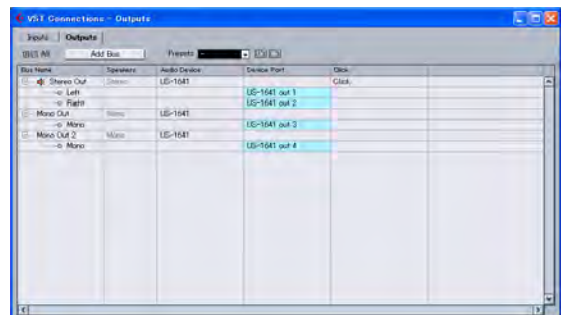 VST Connections - Outputs
Inputs Outputs
Add Bus Presets
Bus Name Speakers Audio Device Device Port Click
Stereo Out Stereo US-1641 Click
Left US-1641 out 1
Right US-1641 out 2
Mono Out Mono US-1641
Mono US-1641 out 3
Mono Out 2 Mono US-1641
Mono US-1641 out 4